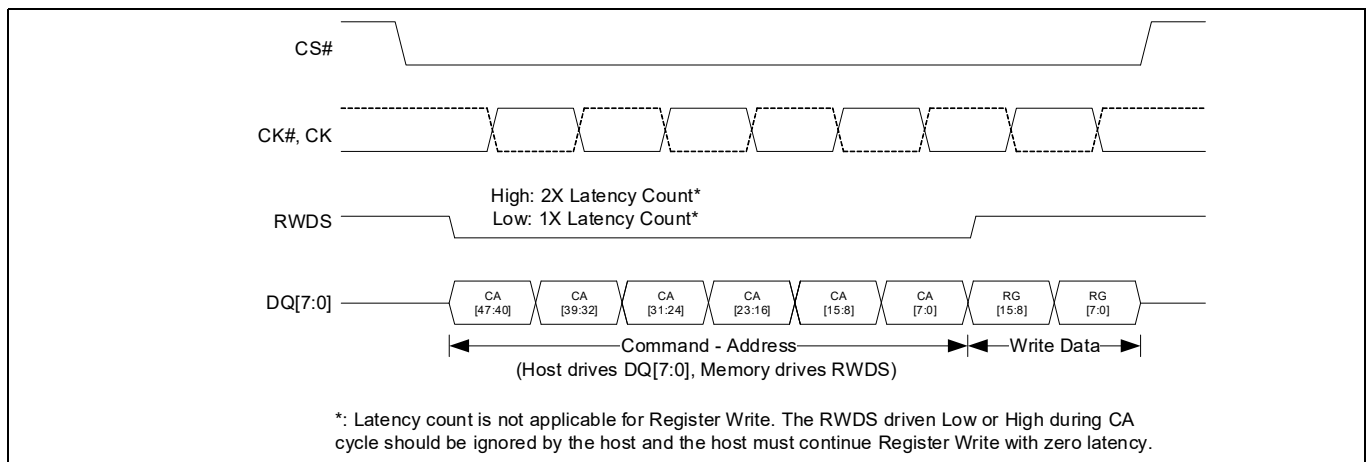 CS#
CK#, CK
High: 2X Latency Count*
Low: 1X Latency Count*
RWDS
DQ[7:0]
CA CA CA CA CA CA RG RG
[47:40] [39:32] [31:24] [23:16] [15:8] [7:0] [15:8] [7:0]
Command - Address Write Data
(Host drives DQ[7:0], Memory drives RWDS)
*: Latency count is not applicable for Register Write. The RWDS driven Low or High during CA
cycle should be ignored by the host and the host must continue Register Write with zero latency.